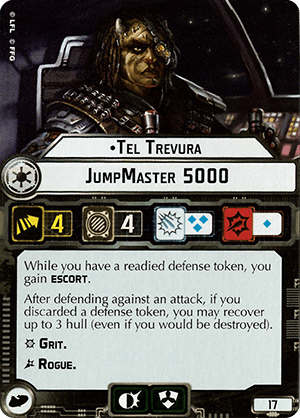 © LFL © FFG
•Tel Trevura
JumpMaster 5000
4 4
While you have a readied defense token, you
gain ESCORT.
After defending against an attack, if you
discarded a defense token, you may recover
up to 3 hull (even if you would be destroyed).
Grit.
Rogue.
17